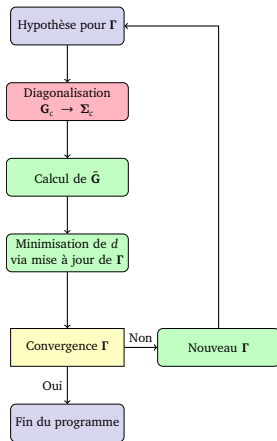 Hypothèse pour Γ
Diagonalisation
G_c → Σ_c
Calcul de G̃
Minimisation de d
via mise à jour de Γ
Convergence Γ
Non
Nouveau Γ
Oui
Fin du programme